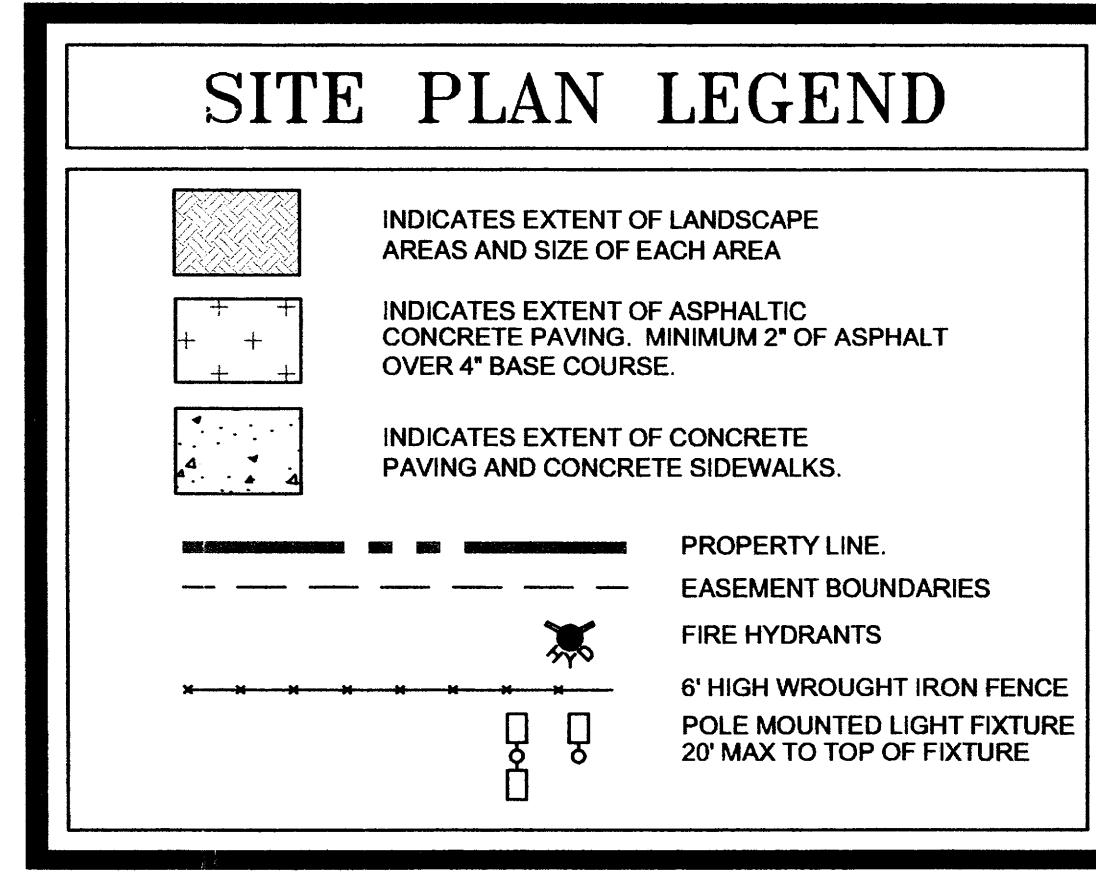 SITE PLAN LEGEND
INDICATES EXTENT OF LANDSCAPE
AREAS AND SIZE OF EACH AREA
INDICATES EXTENT OF ASPHALTIC
CONCRETE PAVING. MINIMUM 2" OF ASPHALT
OVER 4" BASE COURSE.
INDICATES EXTENT OF CONCRETE
PAVING AND CONCRETE SIDEWALKS.
PROPERTY LINE.
EASEMENT BOUNDARIES
HYD
FIRE HYDRANTS
6' HIGH WROUGHT IRON FENCE
POLE MOUNTED LIGHT FIXTURE
20' MAX TO TOP OF FIXTURE